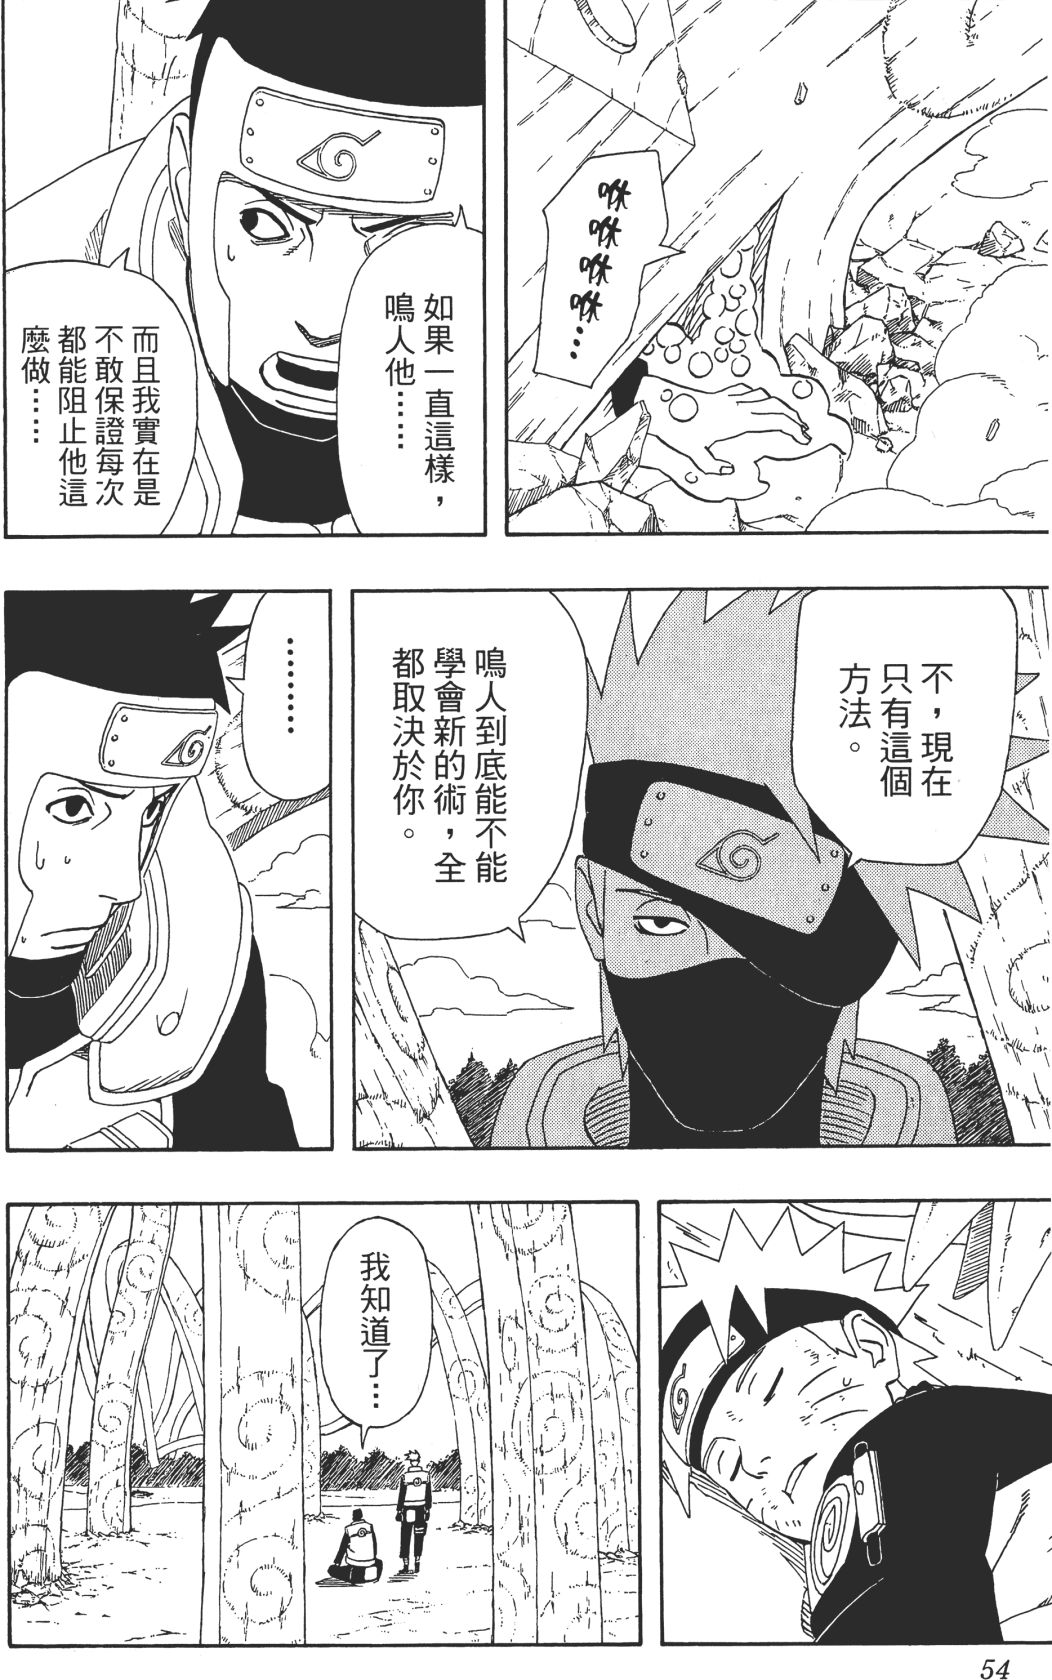 咻
咻
咻
咻…
如果一直這樣，
鳴人他……
而且我實在是
不敢保證每次
都能阻止他這
麼做……
不，現在
只有這個
方法。
鳴人到底能不能
學會新的術，全
都取決於你。
………
我知道了…
54